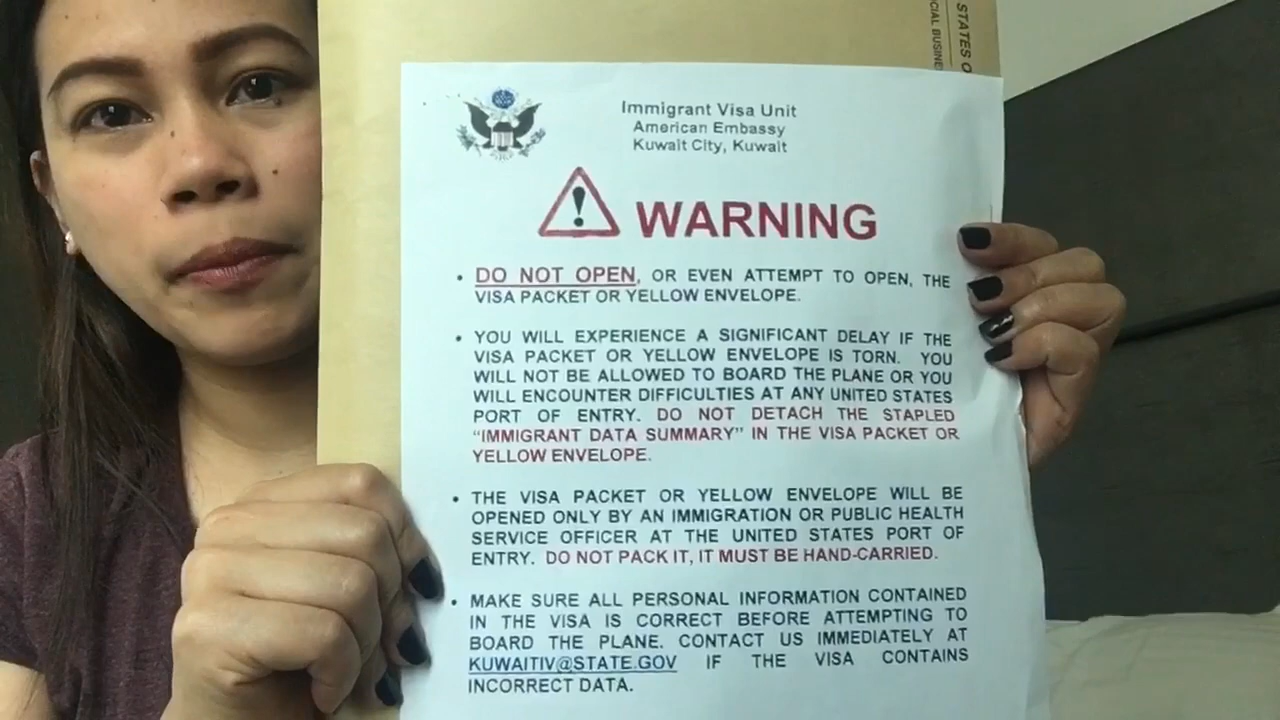 STATES O
CIAL BUSINE
Immigrant Visa Unit
American Embassy
Kuwait City, Kuwait
WARNING
• DO NOT OPEN, OR EVEN ATTEMPT TO OPEN, THE
VISA PACKET OR YELLOW ENVELOPE.
• YOU WILL EXPERIENCE A SIGNIFICANT DELAY IF THE
VISA PACKET OR YELLOW ENVELOPE IS TORN. YOU
WILL NOT BE ALLOWED TO BOARD THE PLANE OR YOU
WILL ENCOUNTER DIFFICULTIES AT ANY UNITED STATES
PORT OF ENTRY. DO NOT DETACH THE STAPLED
“IMMIGRANT DATA SUMMARY” IN THE VISA PACKET OR
YELLOW ENVELOPE.
• THE VISA PACKET OR YELLOW ENVELOPE WILL BE
OPENED ONLY BY AN IMMIGRATION OR PUBLIC HEALTH
SERVICE OFFICER AT THE UNITED STATES PORT OF
ENTRY. DO NOT PACK IT, IT MUST BE HAND-CARRIED.
• MAKE SURE ALL PERSONAL INFORMATION CONTAINED
IN THE VISA IS CORRECT BEFORE ATTEMPTING TO
BOARD THE PLANE. CONTACT US IMMEDIATELY AT
KUWAITIV@STATE.GOV IF THE VISA CONTAINS
INCORRECT DATA.